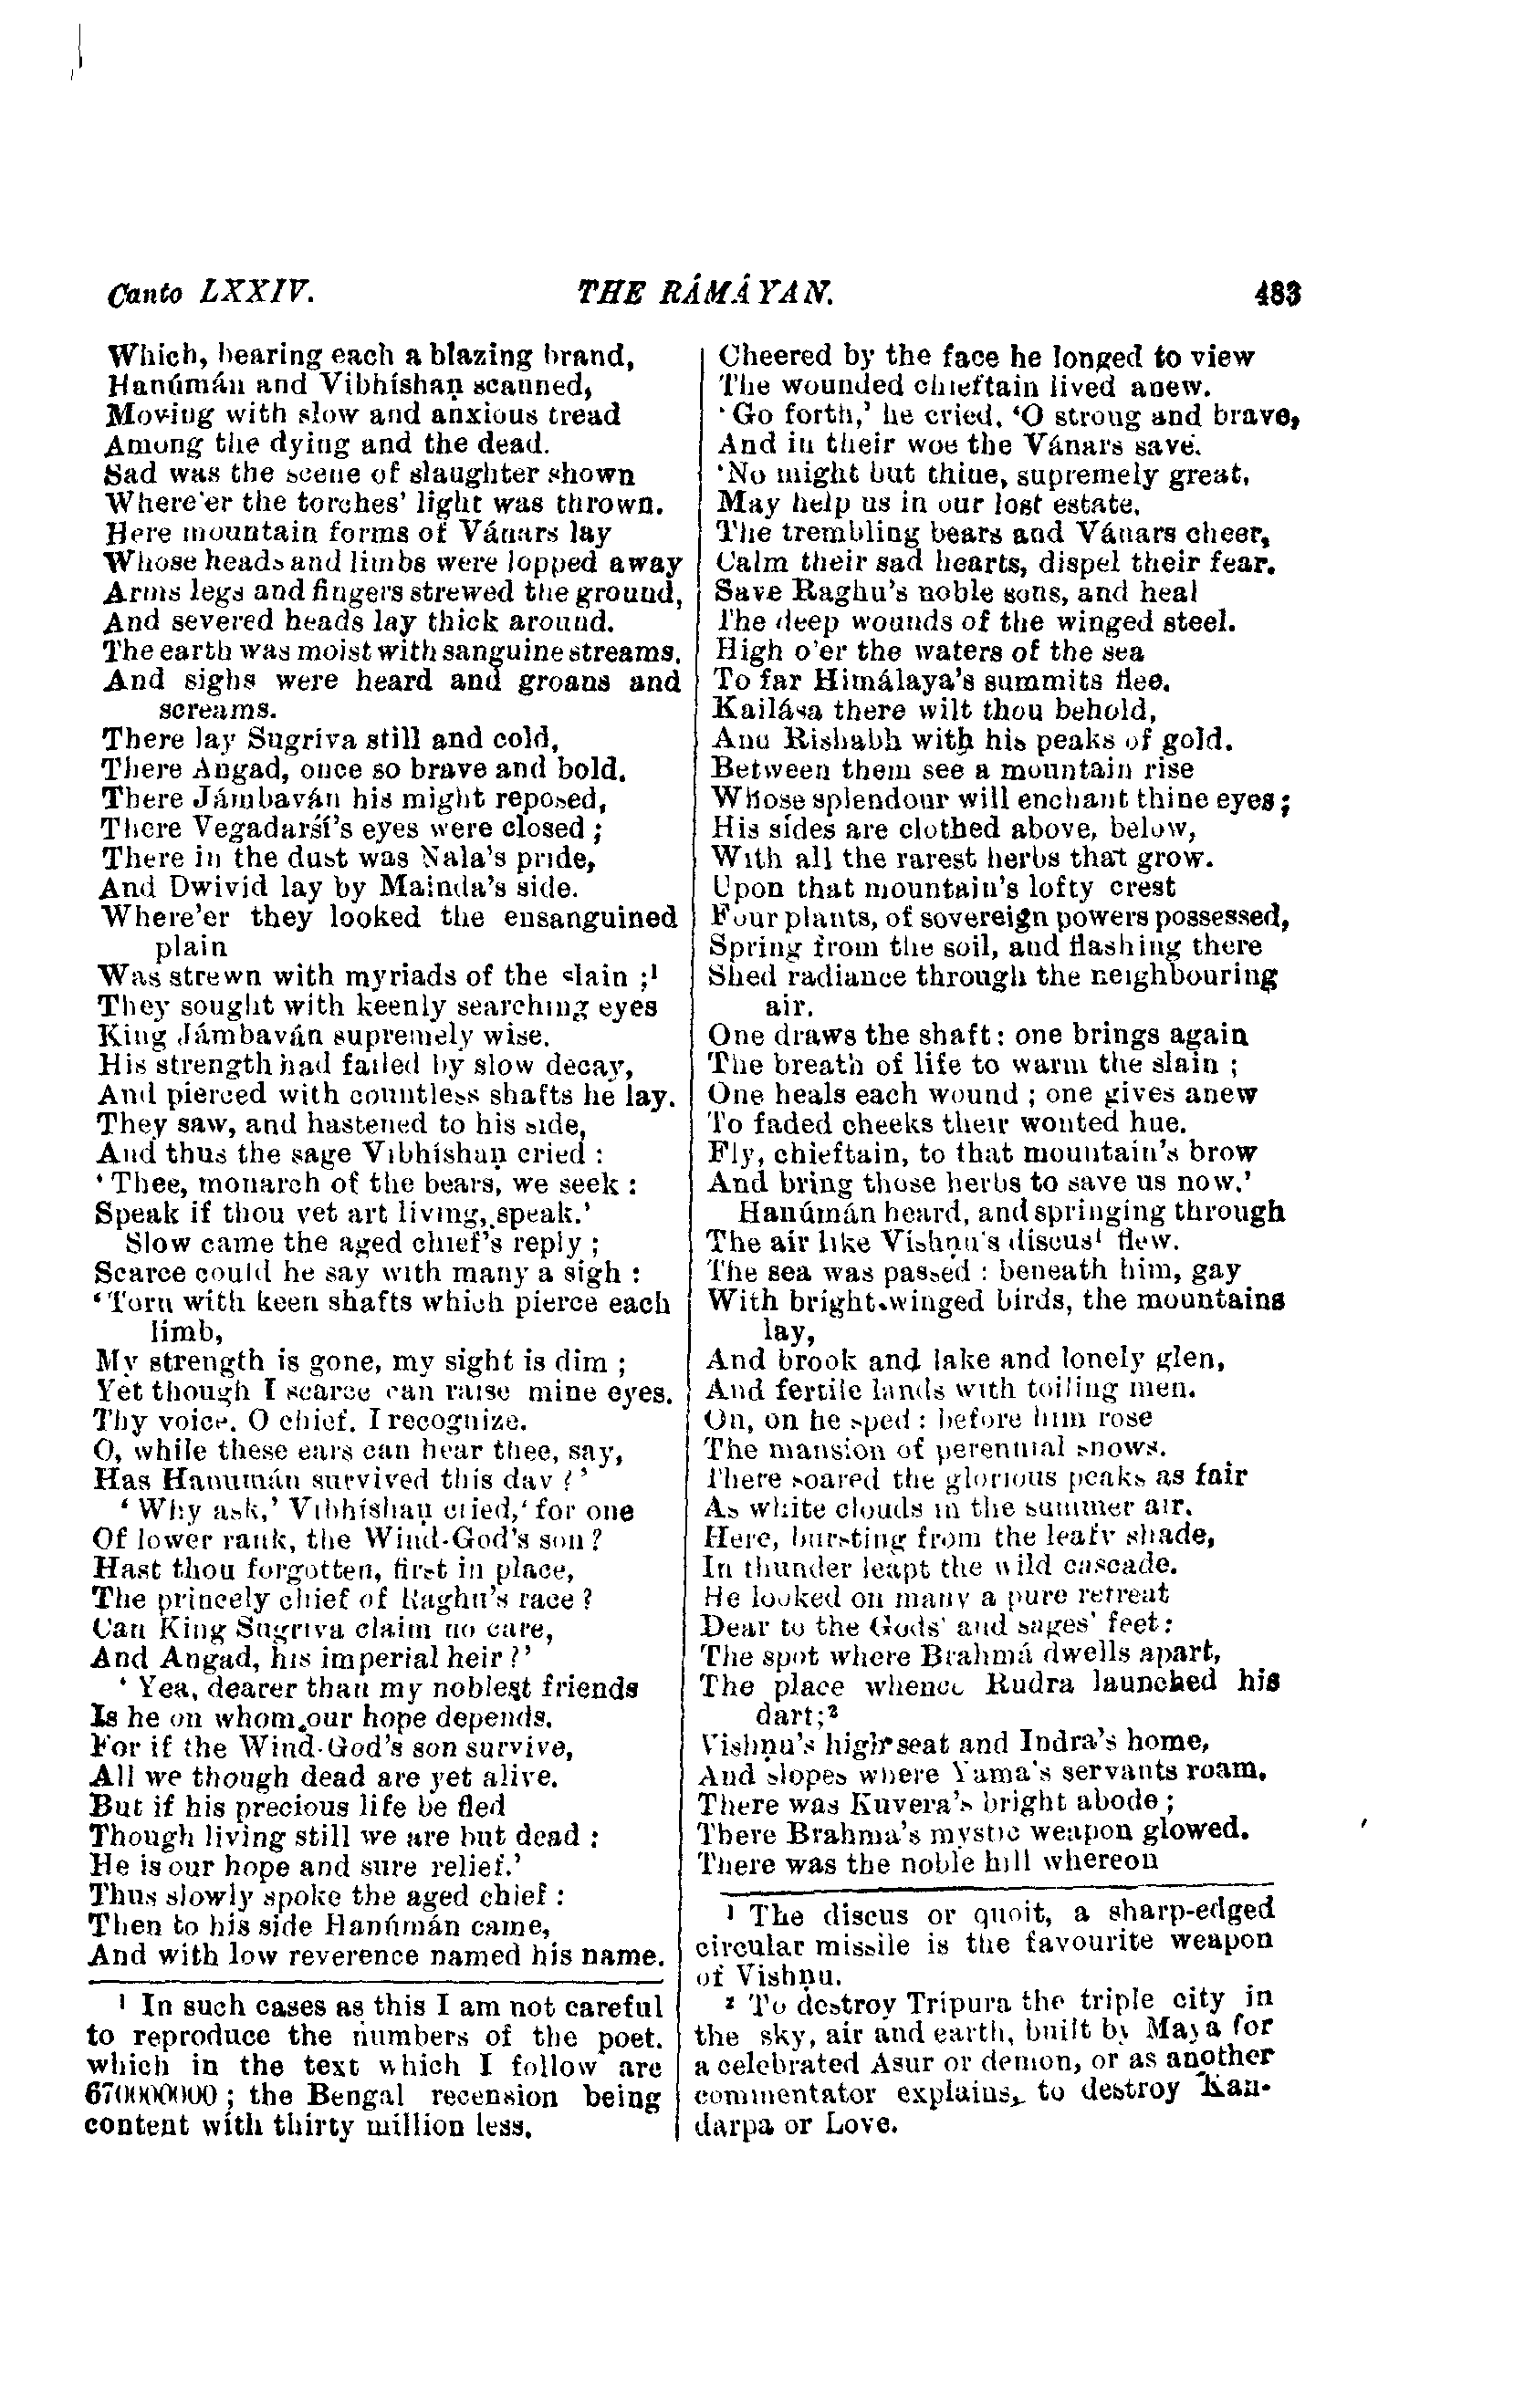 Canto LXXIV. THE RÁMÁYAN. 483
Which, bearing each a blazing brand,
Hanúmán and Vibhíshaṇ scanned,
Moving with slow and anxious tread
Among the dying and the dead.
Sad was the scene of slaughter shown
Where'er the torches' light was thrown.
Here mountain forms of Vánars lay
Whose heads and limbs were lopped away
Arms legs and fingers strewed the ground,
And severed heads lay thick around.
The earth was moist with sanguine streams.
And sighs were heard and groans and
screams.
There lay Sugriva still and cold,
There Angad, once so brave and bold.
There Jámbaván his might reposed,
There Vegadarśí's eyes were closed ;
There in the dust was Nala's pride,
And Dwivid lay by Mainda's side.
Where'er they looked the ensanguined
plain
Was strewn with myriads of the slain ;¹
They sought with keenly searching eyes
King Jámbaván supremely wise.
His strength had failed by slow decay,
And pierced with countless shafts he lay.
They saw, and hastened to his side,
And thus the sage Vibhíshaṇ cried :
'Thee, monarch of the bears, we seek :
Speak if thou yet art living, speak.'
Slow came the aged chief's reply ;
Scarce could he say with many a sigh :
'Torn with keen shafts which pierce each
limb,
My strength is gone, my sight is dim ;
Yet though I scarce can raise mine eyes.
Thy voice. O chief. I recognize.
O, while these ears can hear thee, say,
Has Hanumán survived this day ?'
'Why ask,' Vibhíshaṇ cried,' for one
Of lower rank, the Wind-God's son?
Hast thou forgotten, first in place,
The princely chief of Raghu's race ?
Can King Sugriva claim no care,
And Angad, his imperial heir ?'
'Yea, dearer than my noblest friends
Is he on whom our hope depends.
For if the Wind-God's son survive,
All we though dead are yet alive.
But if his precious life be fled
Though living still we are but dead :
He is our hope and sure relief.'
Thus slowly spoke the aged chief :
Then to his side Hanúmán came,
And with low reverence named his name.
¹ In such cases as this I am not careful
to reproduce the numbers of the poet.
which in the text which I follow are
670000000 ; the Bengal recension being
content with thirty million less.
Cheered by the face he longed to view
The wounded chieftain lived anew.
'Go forth,' he cried, 'O strong and brave,
And in their woe the Vánars save.
'No might but thine, supremely great,
May help us in our lost estate.
The trembling bears and Vánars cheer,
Calm their sad hearts, dispel their fear.
Save Raghu's noble sons, and heal
The deep wounds of the winged steel.
High o'er the waters of the sea
To far Himálaya's summits flee.
Kailása there wilt thou behold,
And Rishabh with his peaks of gold.
Between them see a mountain rise
Whose splendour will enchant thine eyes ;
His sides are clothed above, below,
With all the rarest herbs that grow.
Upon that mountain's lofty crest
Four plants, of sovereign powers possessed,
Spring from the soil, and flashing there
Shed radiance through the neighbouring
air.
One draws the shaft: one brings again
The breath of life to warm the slain ;
One heals each wound ; one gives anew
To faded cheeks their wonted hue.
Fly, chieftain, to that mountain's brow
And bring those herbs to save us now.'
Hanúmán heard, and springing through
The air like Vishṇu's discus¹ flew.
The sea was passed : beneath him, gay
With bright-winged birds, the mountains
lay,
And brook and lake and lonely glen,
And fertile lands with toiling men.
On, on he sped : before him rose
The mansion of perennial snows.
There soared the glorious peaks as fair
As white clouds in the summer air.
Here, bursting from the leafy shade,
In thunder leapt the wild cascade.
He looked on many a pure retreat
Dear to the Gods' and sages' feet:
The spot where Brahmá dwells apart,
The place whence Rudra launched his
dart;²
Vishṇu's high seat and Indra's home,
And slopes where Yama's servants roam.
There was Kuvera's bright abode ;
There Brahma's mystic weapon glowed.
There was the noble hill whereon
¹ The discus or quoit, a sharp-edged
circular missile is the favourite weapon
of Vishṇu.
² To destroy Tripura the triple city in
the sky, air and earth, built by Maya for
a celebrated Asur or demon, or as another
commentator explains, to destroy Kan-
darpa or Love.